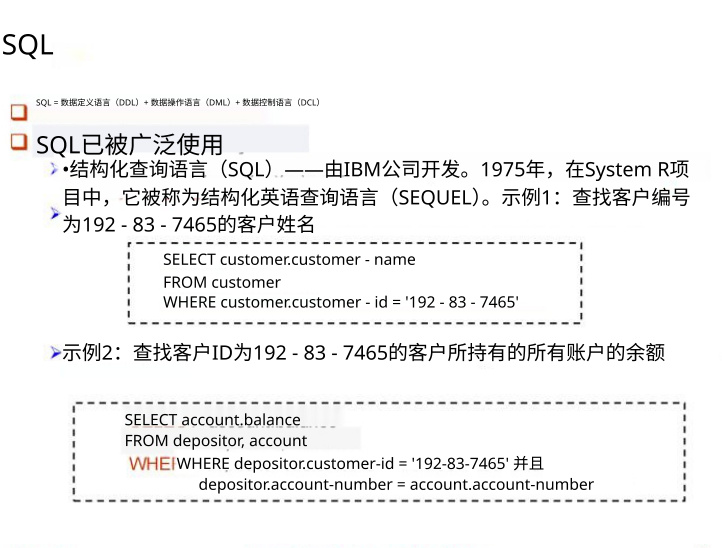 SQL
SQL = 数据定义语言（DDL）+ 数据操作语言（DML）+ 数据控制语言（DCL）
SQL已被广泛使用
•结构化查询语言（SQL）——由IBM公司开发。1975年，在System R项
目中，它被称为结构化英语查询语言（SEQUEL）。示例1：查找客户编号
为192 - 83 - 7465的客户姓名
SELECT customer.customer - name
FROM customer
WHERE customer.customer - id = '192 - 83 - 7465'
示例2：查找客户ID为192 - 83 - 7465的客户所持有的所有账户的余额
SELECT account.balance
FROM depositor, account
WHEI WHERE depositor.customer-id = '192-83-7465' 并且
depositor.account-number = account.account-number